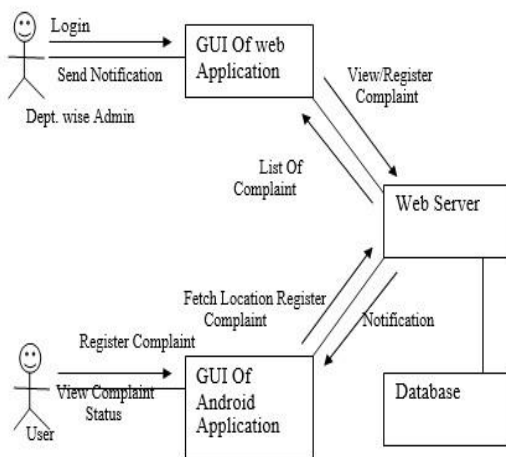 Login
Send Notification
Dept. wise Admin
GUI Of web
Application
View/Register
Complaint
List Of
Complaint
Web Server
Fetch Location Register
Complaint
Notification
Register Complaint
View Complaint
Status
User
GUI Of
Android
Application
Database